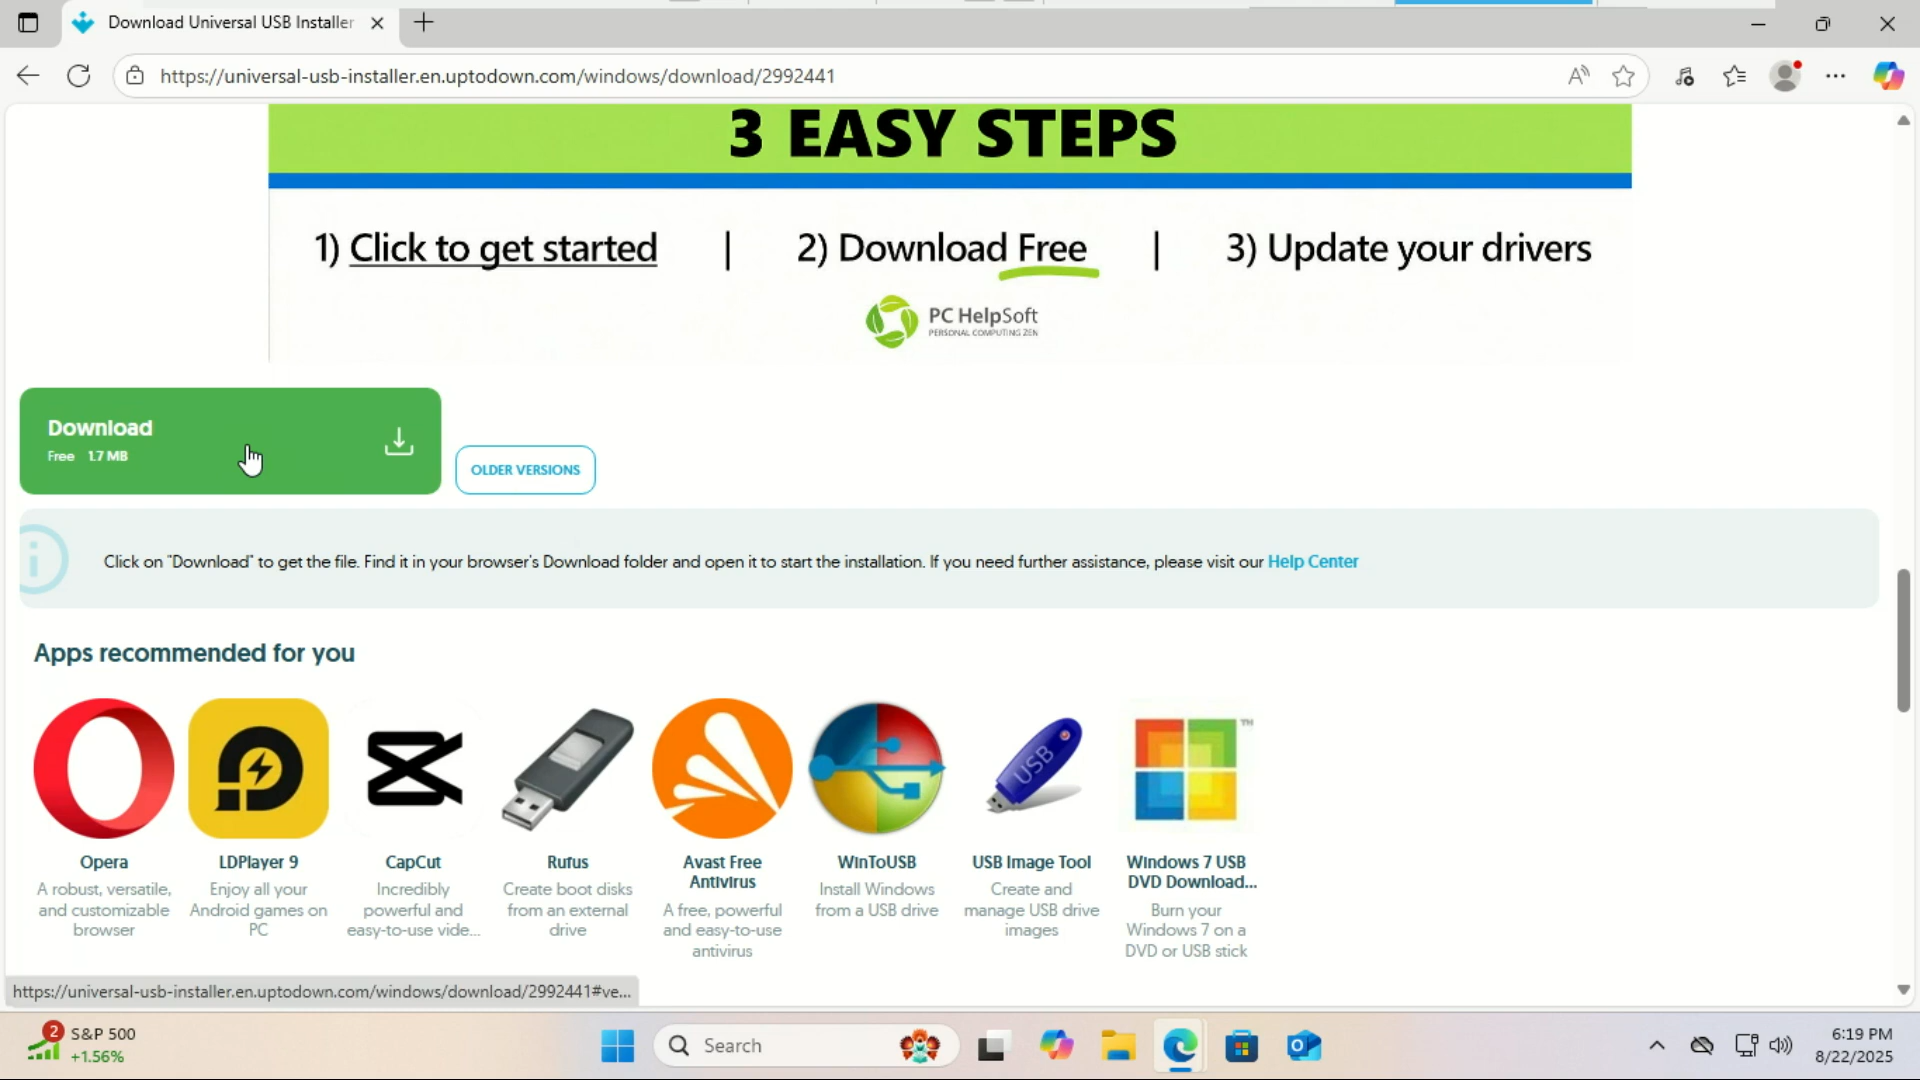 Download Universal USB Installer
https://universal-usb-installer.en.uptodown.com/windows/download/2992441
3 EASY STEPS
1) Click to get started | 2) Download Free | 3) Update your drivers
PC HelpSoft
PERSONAL COMPUTING ZEN
Download
Free 1.7 MB
OLDER VERSIONS
Click on "Download" to get the file. Find it in your browser's Download folder and open it to start the installation. If you need further assistance, please visit our Help Center
Apps recommended for you
Opera
A robust, versatile,
and customizable
browser
LDPlayer 9
Enjoy all your
Android games on
PC
CapCut
Incredibly
powerful and
easy-to-use vide...
Rufus
Create boot disks
from an external
drive
Avast Free
Antivirus
A free, powerful
and easy-to-use
antivirus
WinToUSB
Install Windows
from a USB drive
USB
USB Image Tool
Create and
manage USB drive
images
TM
Windows 7 USB
DVD Download...
Burn your
Windows 7 on a
DVD or USB stick
https://universal-usb-installer.en.uptodown.com/windows/download/2992441#ve...
2
S&P 500
+1.56%
Search
6:19 PM
8/22/2025